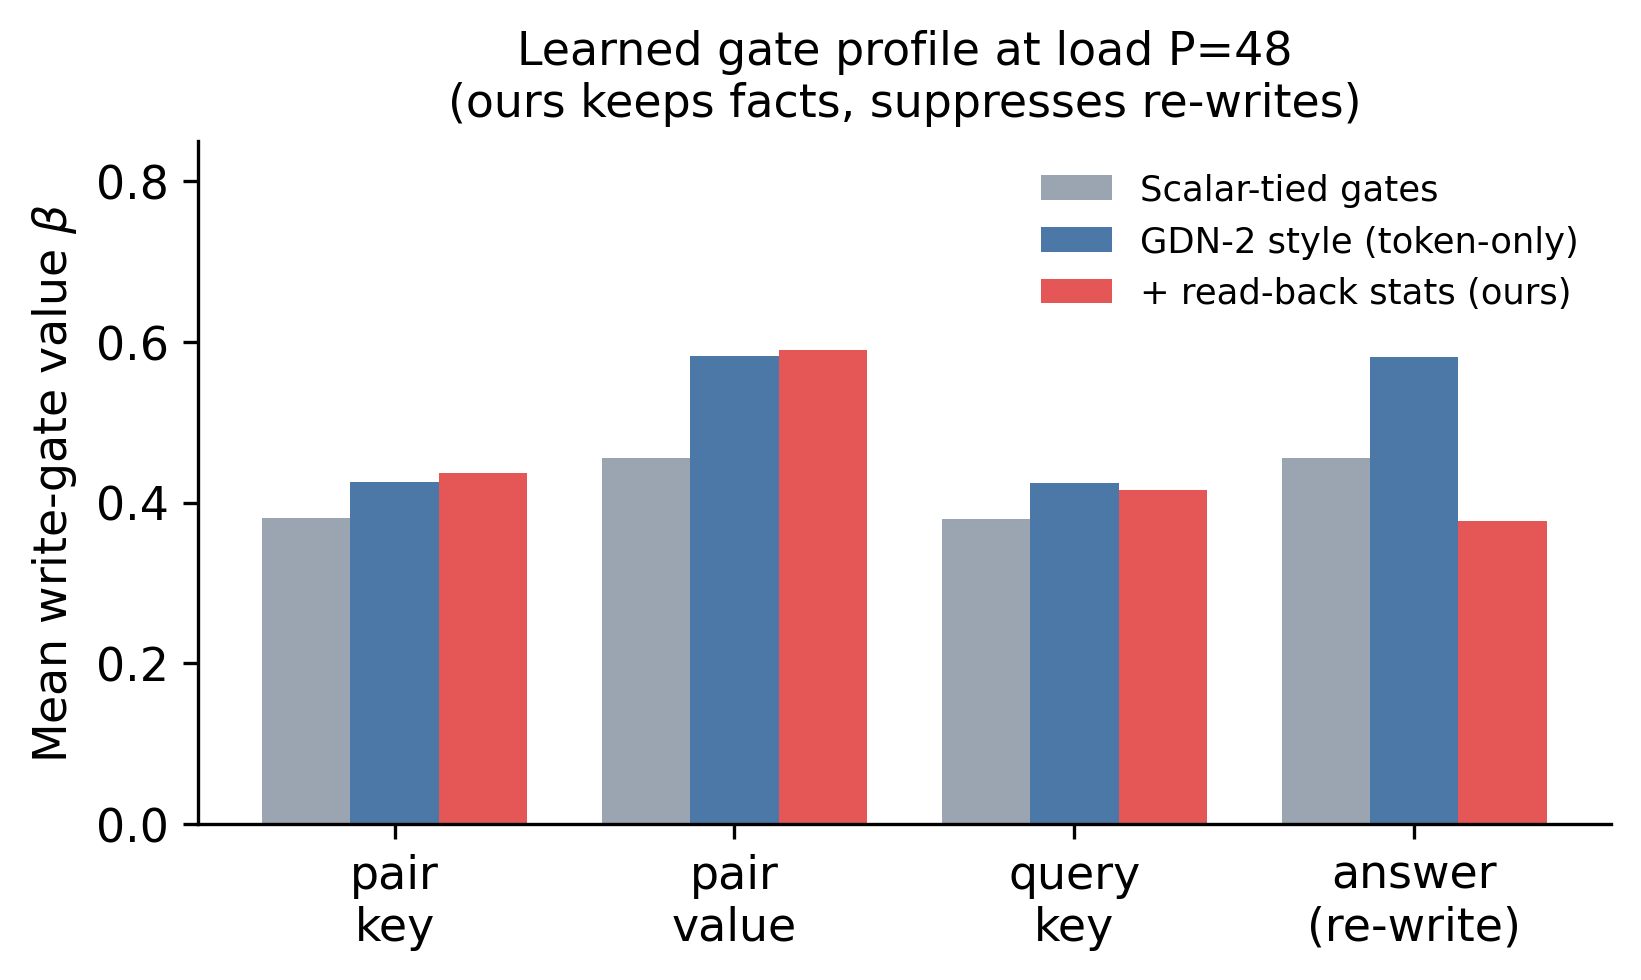 Learned gate profile at load P=48
(ours keeps facts, suppresses re-writes)
Mean write-gate value β
0.8
0.6
0.4
0.2
0.0
Scalar-tied gates
GDN-2 style (token-only)
+ read-back stats (ours)
pair
key
pair
value
query
key
answer
(re-write)